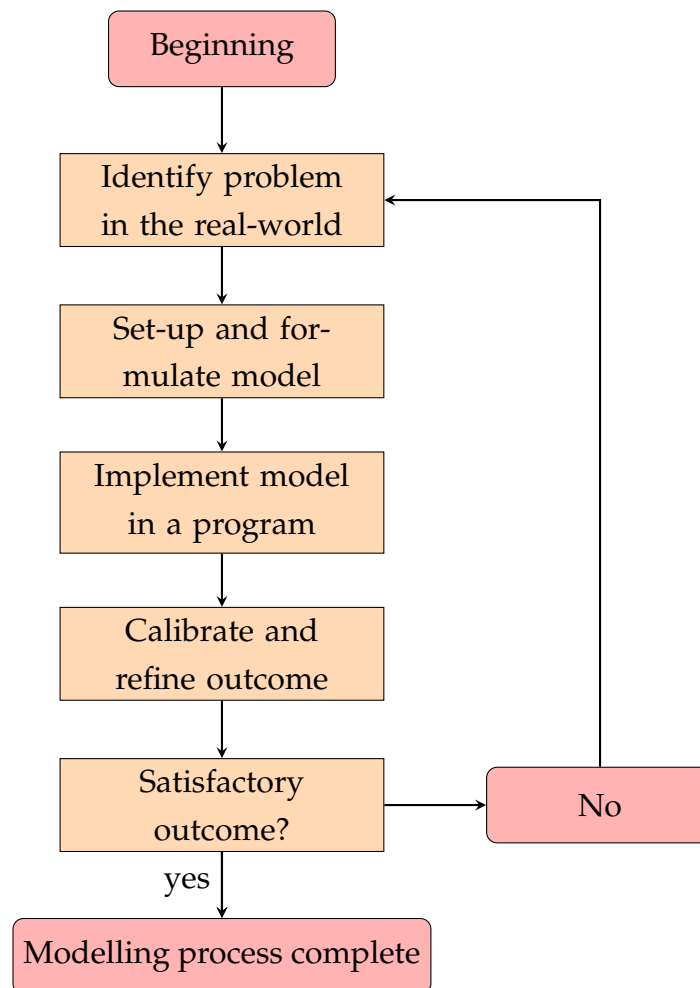 Beginning
Identify problem
in the real-world
Set-up and for-
mulate model
Implement model
in a program
Calibrate and
refine outcome
Satisfactory
outcome?
No
yes
Modelling process complete